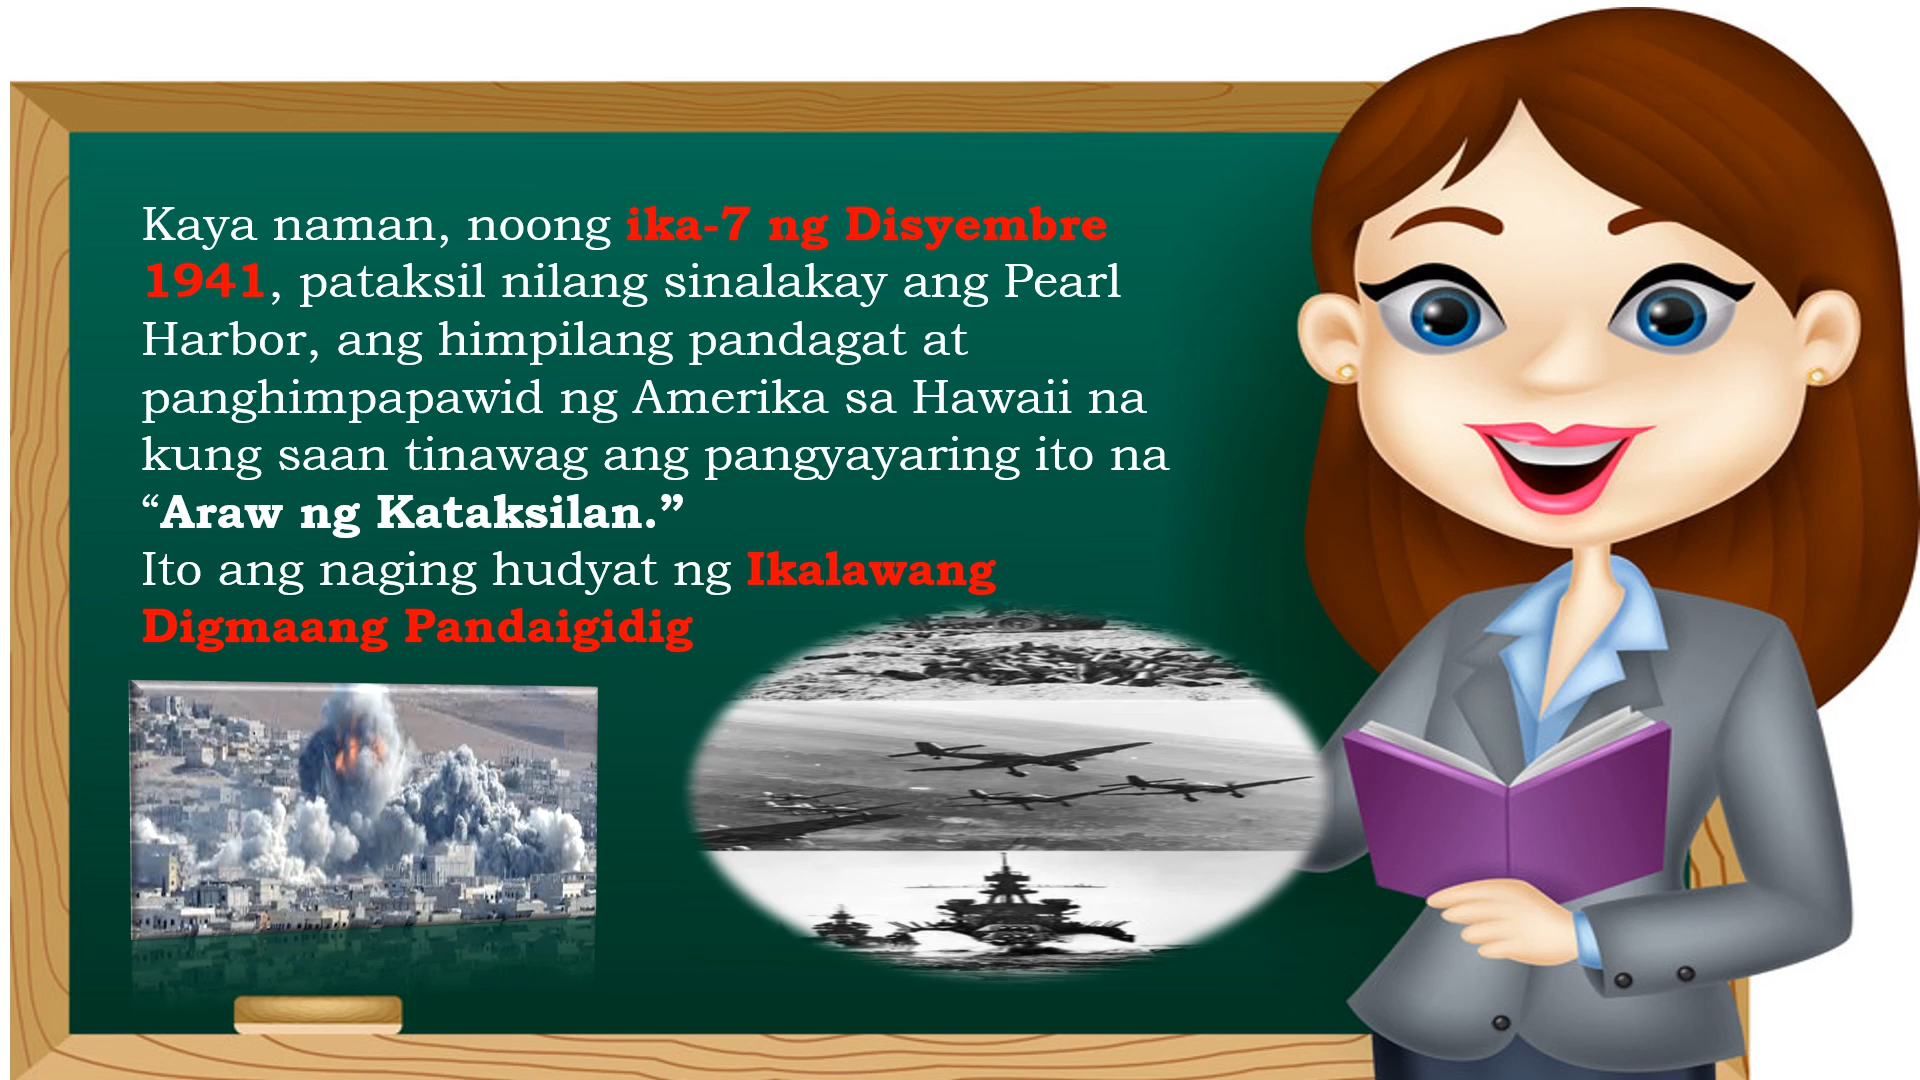 Kaya naman, noong ika-7 ng Disyembre
1941, pataksil nilang sinalakay ang Pearl
Harbor, ang himpilang pandagat at
panghimpapawid ng Amerika sa Hawaii na
kung saan tinawag ang pangyayaring ito na
“Araw ng Kataksilan.”
Ito ang naging hudyat ng Ikalawang
Digmaang Pandaigidig